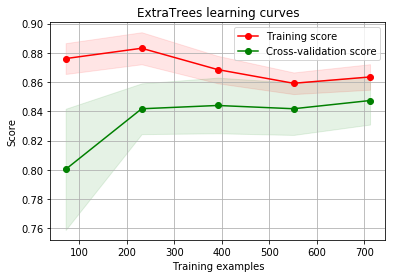 ExtraTrees learning curves
Training score
Cross-validation score
Score
0.90
0.88
0.86
0.84
0.82
0.80
0.78
0.76
100 200 300 400 500 600 700
Training examples